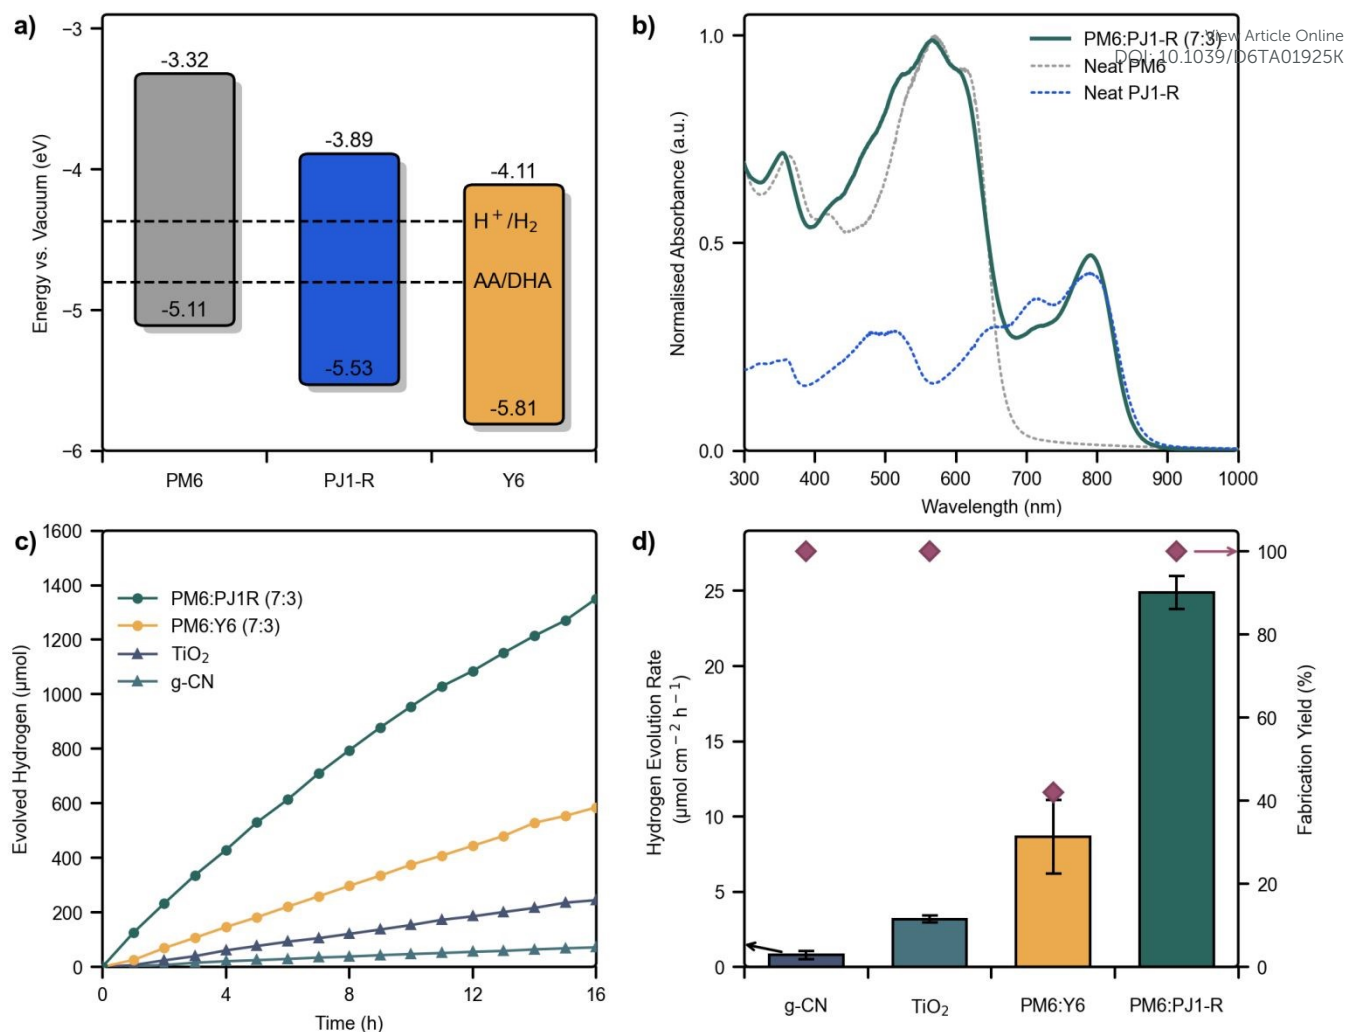 a)
Energy vs. Vacuum (eV)
−3
−4
−5
−6
-3.32
-5.11
-3.89
-5.53
-4.11
-5.81
H+/H2
AA/DHA
PM6
PJ1-R
Y6
b)
Normalised Absorbance (a.u.)
1.0
0.5
0.0
PM6:PJ1-R (7:3)
Neat PM6
Neat PJ1-R
View Article Online
DOI: 10.1039/D6TA01925K
300 400 500 600 700 800 900 1000
Wavelength (nm)
c)
Evolved Hydrogen (µmol)
1600
1400
1200
1000
800
600
400
200
0
PM6:PJ1R (7:3)
PM6:Y6 (7:3)
TiO2
g-CN
0 4 8 12 16
Time (h)
d)
Hydrogen Evolution Rate
(µmol cm−2 h−1)
25
20
15
10
5
0
100
80
60
40
20
0
Fabrication Yield (%)
g-CN
TiO2
PM6:Y6
PM6:PJ1-R